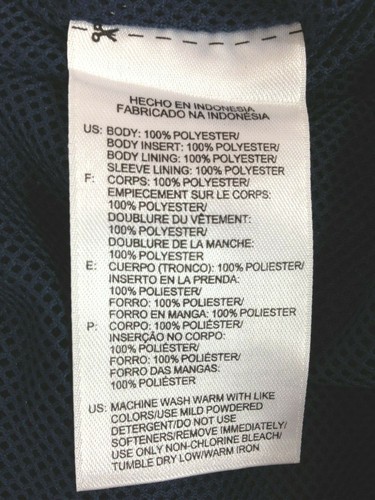 HECHO EN INDONESIA
FABRICADO NA INDONÉSIA
US: BODY: 100% POLYESTER/
BODY INSERT: 100% POLYESTER/
BODY LINING: 100% POLYESTER/
SLEEVE LINING: 100% POLYESTER
F: CORPS: 100% POLYESTER/
EMPIECEMENT SUR LE CORPS:
100% POLYESTER/
DOUBLURE DU VÊTEMENT:
100% POLYESTER/
DOUBLURE DE LA MANCHE:
100% POLYESTER
E: CUERPO (TRONCO): 100% POLIESTER/
INSERTO EN LA PRENDA:
100% POLIESTER/
FORRO: 100% POLIESTER/
FORRO EN MANGA: 100% POLIESTER
P: CORPO: 100% POLIÉSTER/
INSERÇÃO NO CORPO:
100% POLIÉSTER/
FORRO: 100% POLIÉSTER/
FORRO DAS MANGAS:
100% POLIÉSTER
US: MACHINE WASH WARM WITH LIKE
COLORS/USE MILD POWDERED
DETERGENT/DO NOT USE
SOFTENERS/REMOVE IMMEDIATELY/
USE ONLY NON-CHLORINE BLEACH/
TUMBLE DRY LOW/WARM IRON